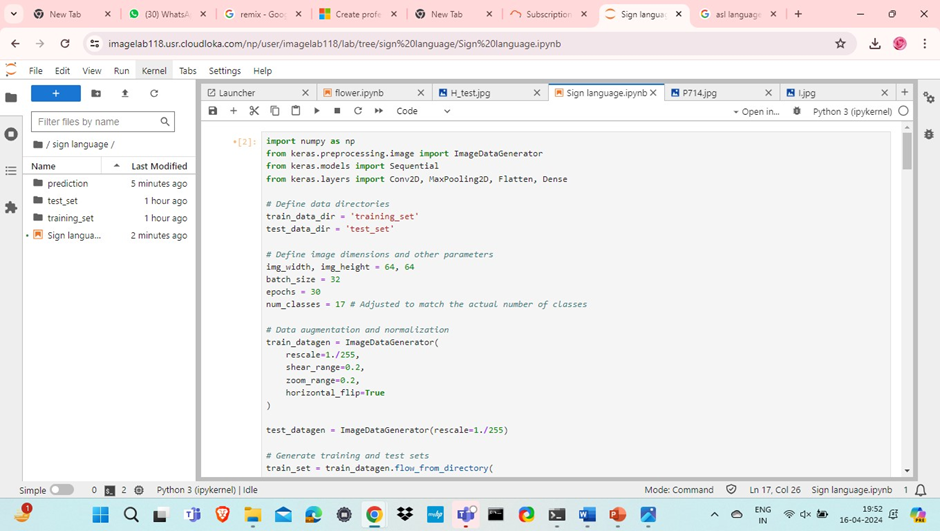 New Tab
(30) WhatsA
remix - Goo
Create profe
New Tab
Subscription
Sign langua
asl language
imagelab118.usr.cloudloka.com/np/user/imagelab118/lab/tree/sign%20language/Sign%20language.ipynb
File Edit View Run Kernel Tabs Settings Help
Launcher
flower.ipynb
H_test.jpg
Sign language.ipynb
P714.jpg
I.jpg
Code
Open in...
Python 3 (ipykernel)
Filter files by name
/ sign language /
Name Last Modified
prediction 5 minutes ago
test_set 1 hour ago
training_set 1 hour ago
Sign langua... 2 minutes ago
[2]:
import numpy as np
from keras.preprocessing.image import ImageDataGenerator
from keras.models import Sequential
from keras.layers import Conv2D, MaxPooling2D, Flatten, Dense
# Define data directories
train_data_dir = 'training_set'
test_data_dir = 'test_set'
# Define image dimensions and other parameters
img_width, img_height = 64, 64
batch_size = 32
epochs = 30
num_classes = 17 # Adjusted to match the actual number of classes
# Data augmentation and normalization
train_datagen = ImageDataGenerator(
rescale=1./255,
shear_range=0.2,
zoom_range=0.2,
horizontal_flip=True
)
test_datagen = ImageDataGenerator(rescale=1./255)
# Generate training and test sets
train_set = train_datagen.flow_from_directory(
Simple 0 2 Python 3 (ipykernel) | Idle Mode: Command Ln 17, Col 26 Sign language.ipynb 1
ENG
IN
19:52
16-04-2024